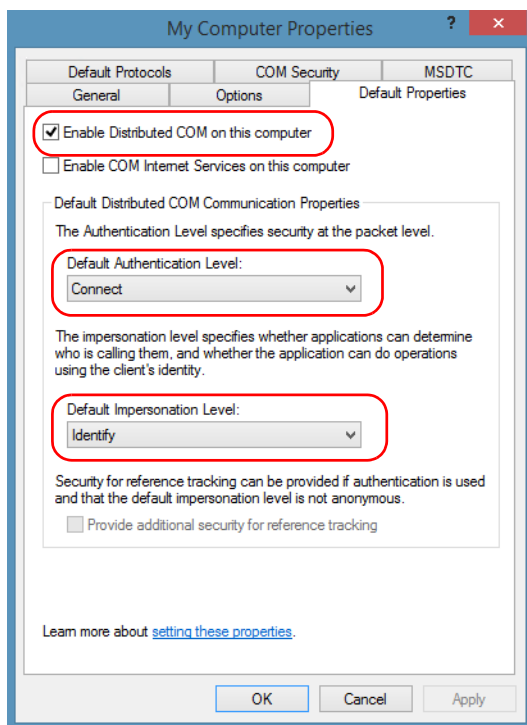 My Computer Properties
?
Default Protocols COM Security MSDTC
General Options Default Properties
Enable Distributed COM on this computer
Enable COM Internet Services on this computer
Default Distributed COM Communication Properties
The Authentication Level specifies security at the packet level.
Default Authentication Level:
Connect
The impersonation level specifies whether applications can determine
who is calling them, and whether the application can do operations
using the client's identity.
Default Impersonation Level:
Identify
Security for reference tracking can be provided if authentication is used
and that the default impersonation level is not anonymous.
Provide additional security for reference tracking
Learn more about setting these properties.
OK Cancel Apply